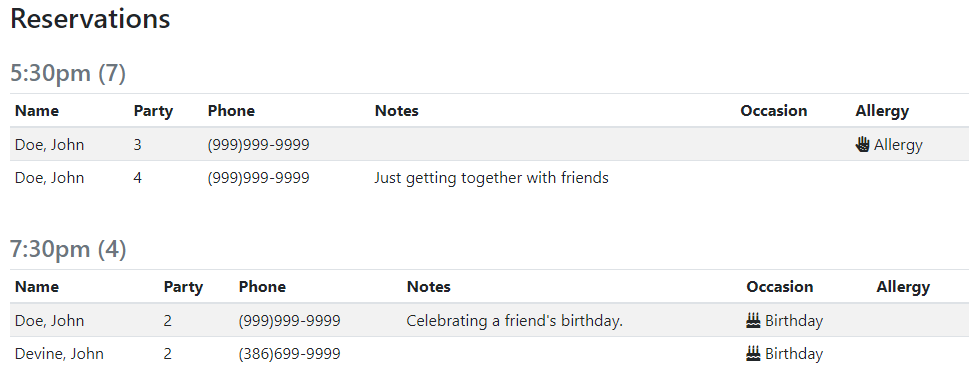 Reservations
5:30pm (7)
Name Party Phone Notes Occasion Allergy
Doe, John 3 (999)999-9999 Allergy
Doe, John 4 (999)999-9999 Just getting together with friends
7:30pm (4)
Name Party Phone Notes Occasion Allergy
Doe, John 2 (999)999-9999 Celebrating a friend's birthday. Birthday
Devine, John 2 (386)699-9999 Birthday